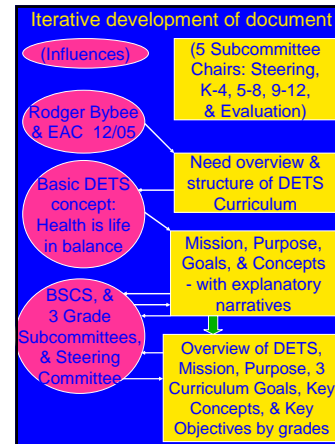 Iterative development of document
(Influences)
(5 Subcommittee
Chairs: Steering,
K-4, 5-8, 9-12,
& Evaluation)
Rodger Bybee
& EAC 12/05
Need overview &
structure of DETS
Curriculum
Basic DETS
concept:
Health is life
in balance
Mission, Purpose,
Goals, & Concepts
- with explanatory
narratives
BSCS, &
3 Grade
Subcommittees,
& Steering
Committee
Overview of DETS,
Mission, Purpose, 3
Curriculum Goals, Key
Concepts, & Key
Objectives by grades